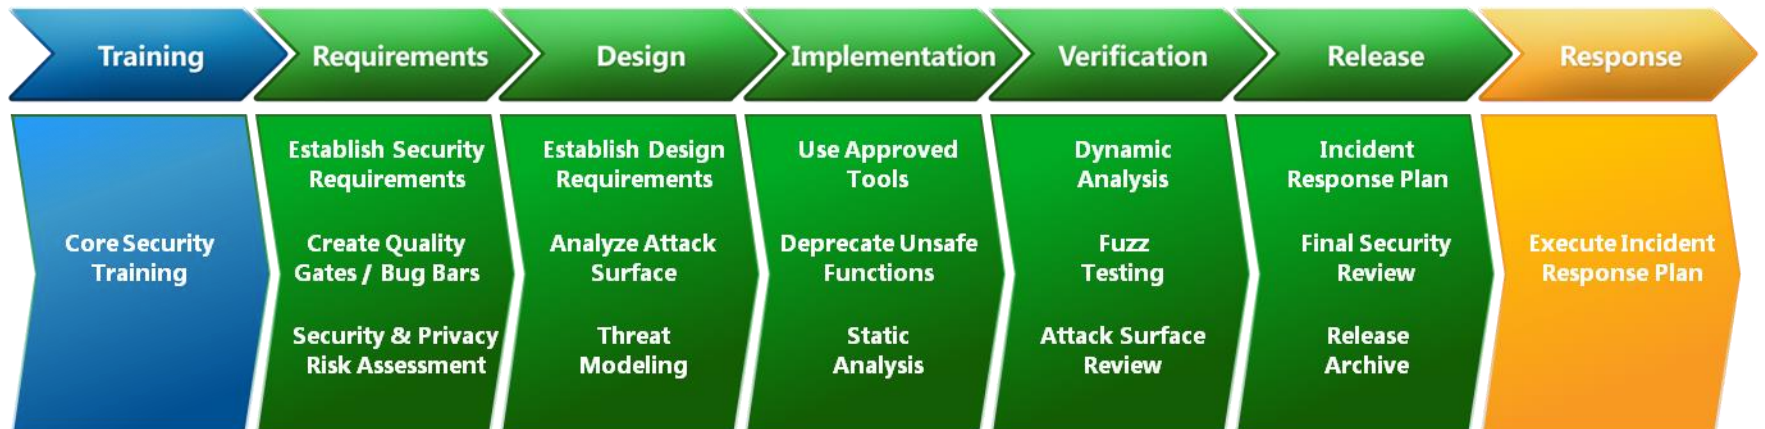 Training
Requirements
Design
Implementation
Verification
Release
Response
Core Security
Training
Establish Security
Requirements
Create Quality
Gates / Bug Bars
Security & Privacy
Risk Assessment
Establish Design
Requirements
Analyze Attack
Surface
Threat
Modeling
Use Approved
Tools
Deprecate Unsafe
Functions
Static
Analysis
Dynamic
Analysis
Fuzz
Testing
Attack Surface
Review
Incident
Response Plan
Final Security
Review
Release
Archive
Execute Incident
Response Plan